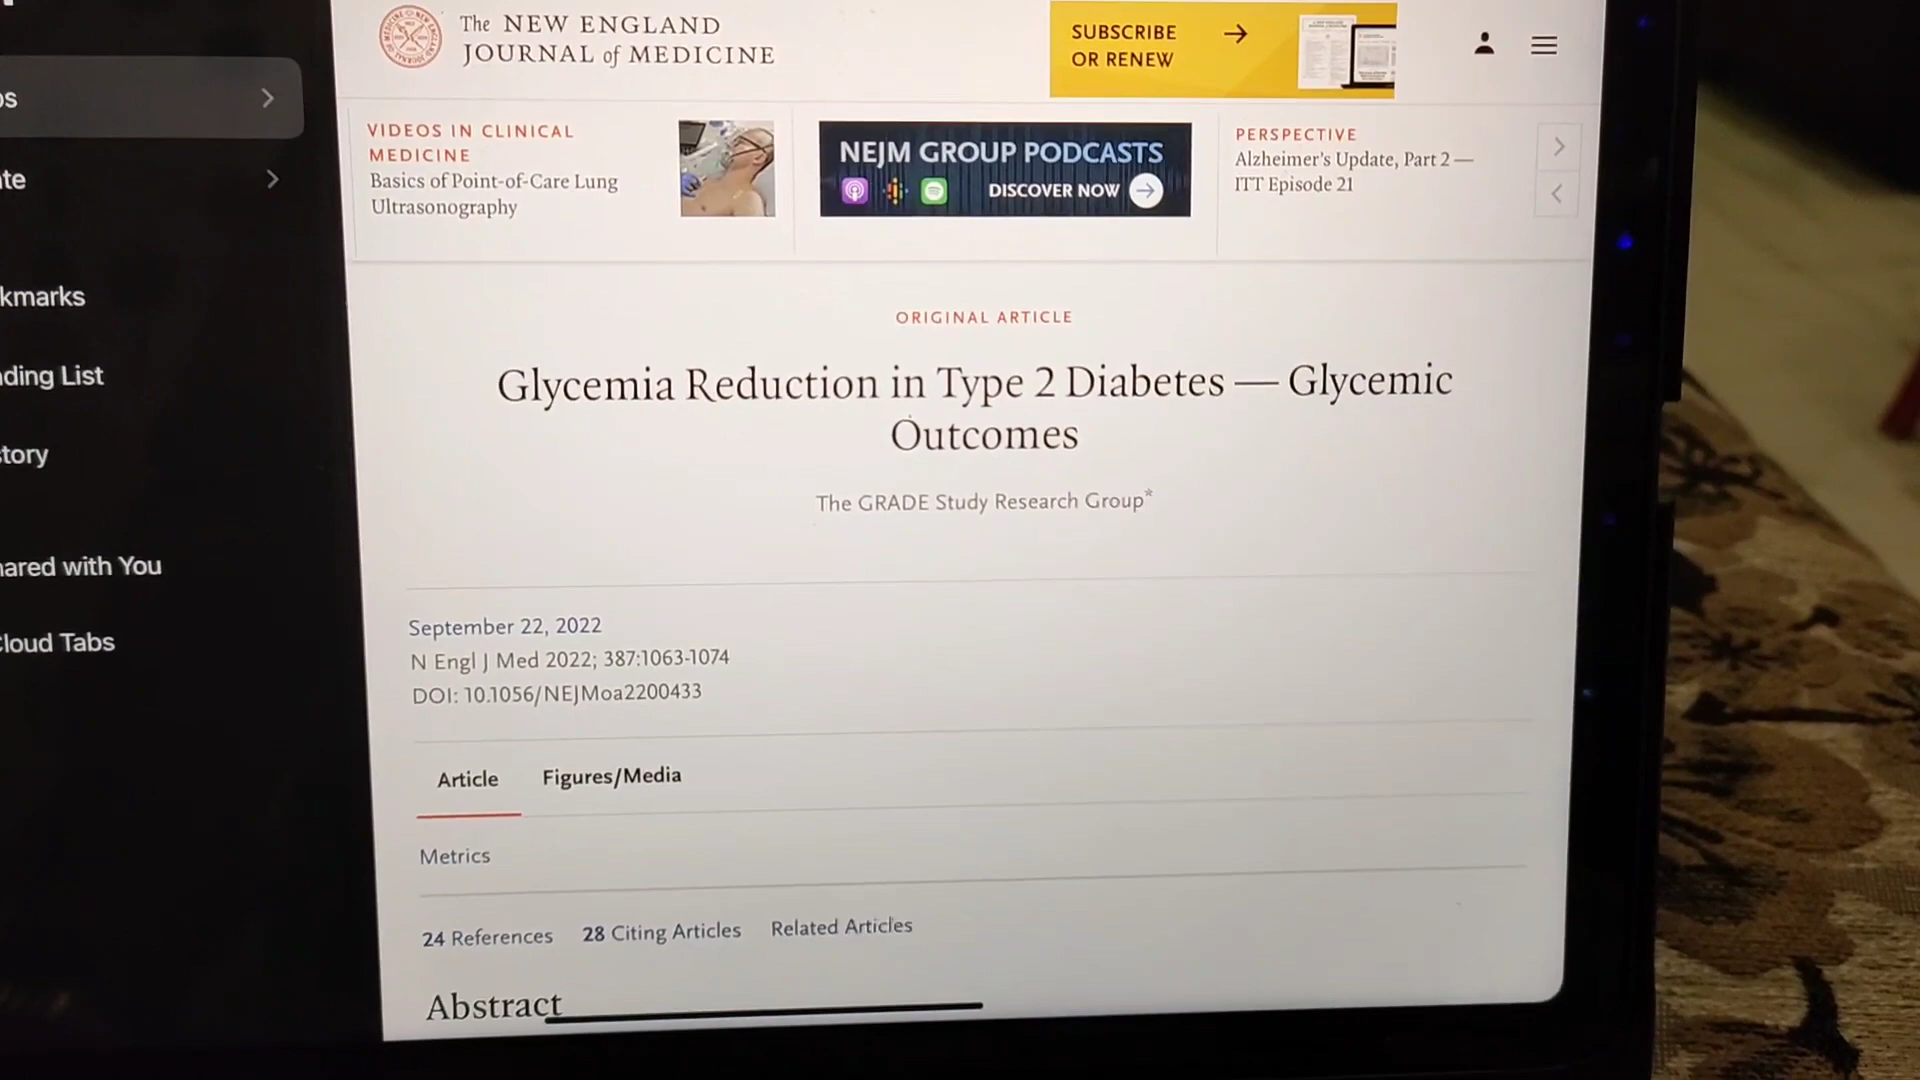 The NEW ENGLAND
JOURNAL of MEDICINE
SUBSCRIBE
OR RENEW
VIDEOS IN CLINICAL
MEDICINE
Basics of Point-of-Care Lung
Ultrasonography
NEJM GROUP PODCASTS
DISCOVER NOW
PERSPECTIVE
Alzheimer's Update, Part 2 —
ITT Episode 21
kmarks
ding List
tory
ared with You
loud Tabs
ORIGINAL ARTICLE
Glycemia Reduction in Type 2 Diabetes — Glycemic
Outcomes
The GRADE Study Research Group*
September 22, 2022
N Engl J Med 2022; 387:1063-1074
DOI: 10.1056/NEJMoa2200433
Article
Figures/Media
Metrics
24 References
28 Citing Articles
Related Articles
Abstract